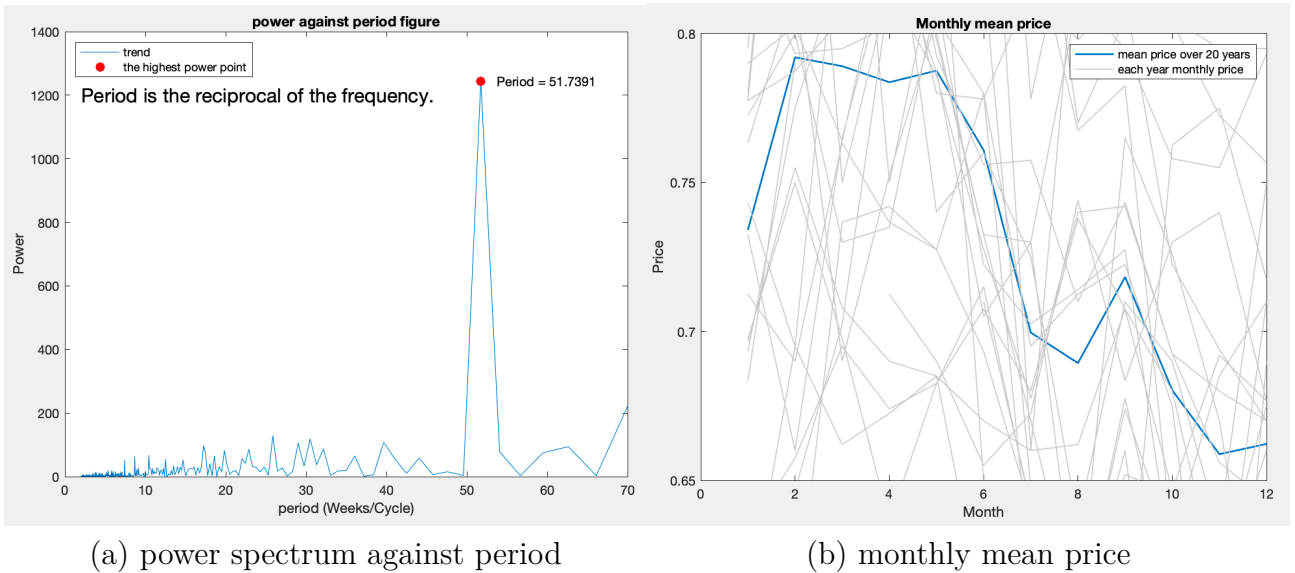 power against period figure
1400
1200
1000
800
600
400
200
0
trend
the highest power point
Period is the reciprocal of the frequency.
Period = 51.7391
Power
0 10 20 30 40 50 60 70
period (Weeks/Cycle)
(a) power spectrum against period
Monthly mean price
0.8
0.75
0.7
0.65
mean price over 20 years
each year monthly price
Price
0 2 4 6 8 10 12
Month
(b) monthly mean price